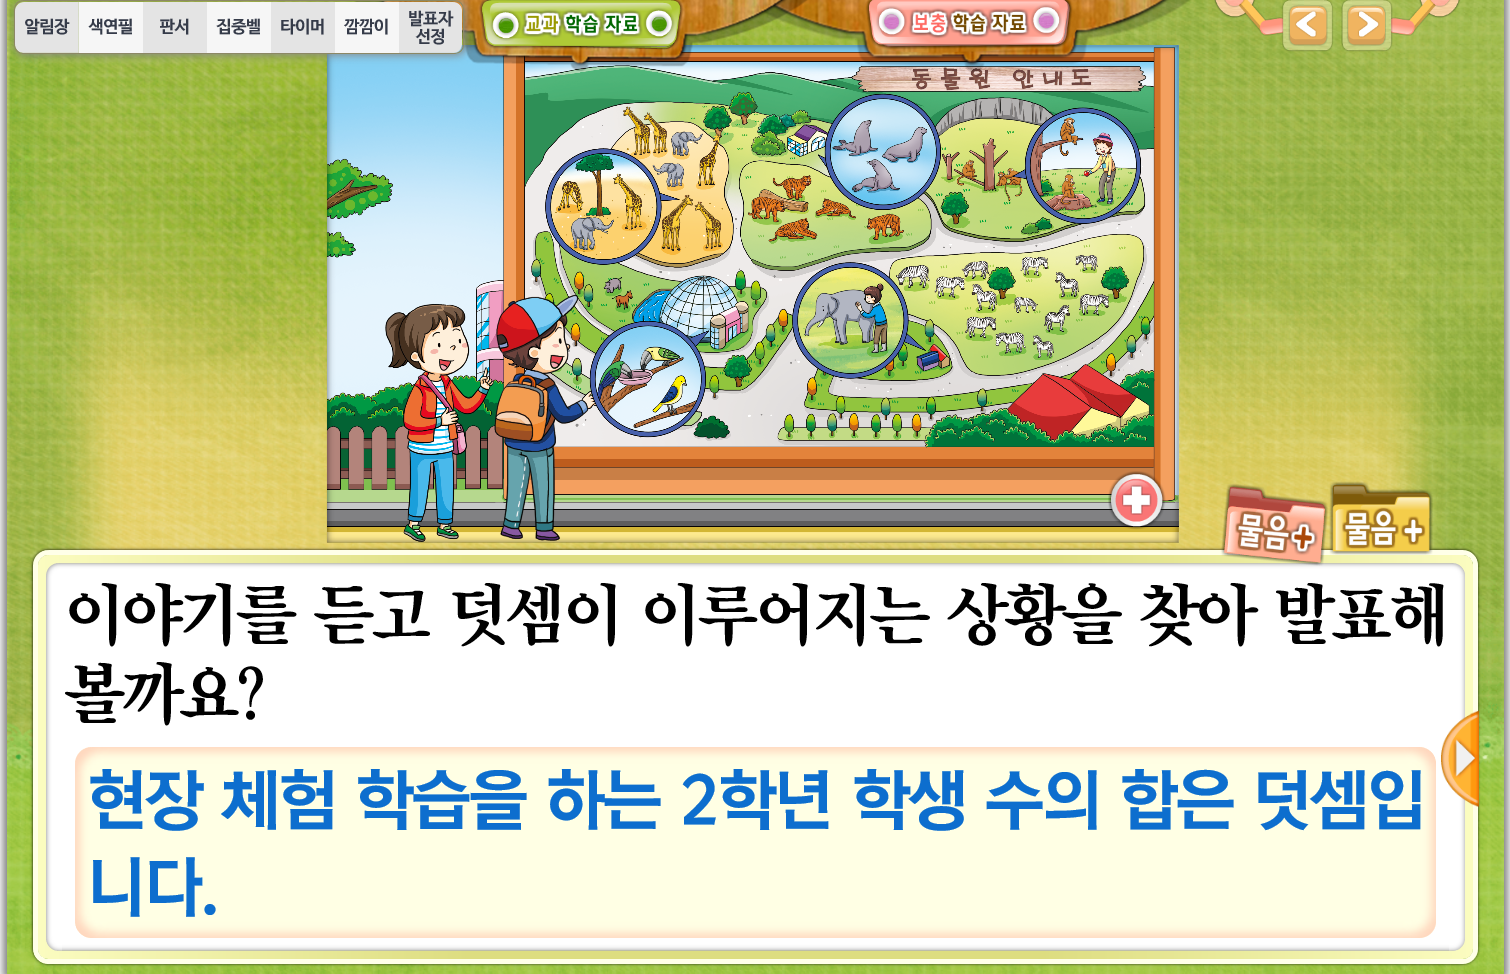 알림장 색연필 판서 집중벨 타이머 깜깜이 발표자
선정
교과 학습 자료
보충 학습 자료
동물원 안내도
물음+
물음+
이야기를 듣고 덧셈이 이루어지는 상황을 찾아 발표해
볼까요?
현장 체험 학습을 하는 2학년 학생 수의 합은 덧셈입
니다.